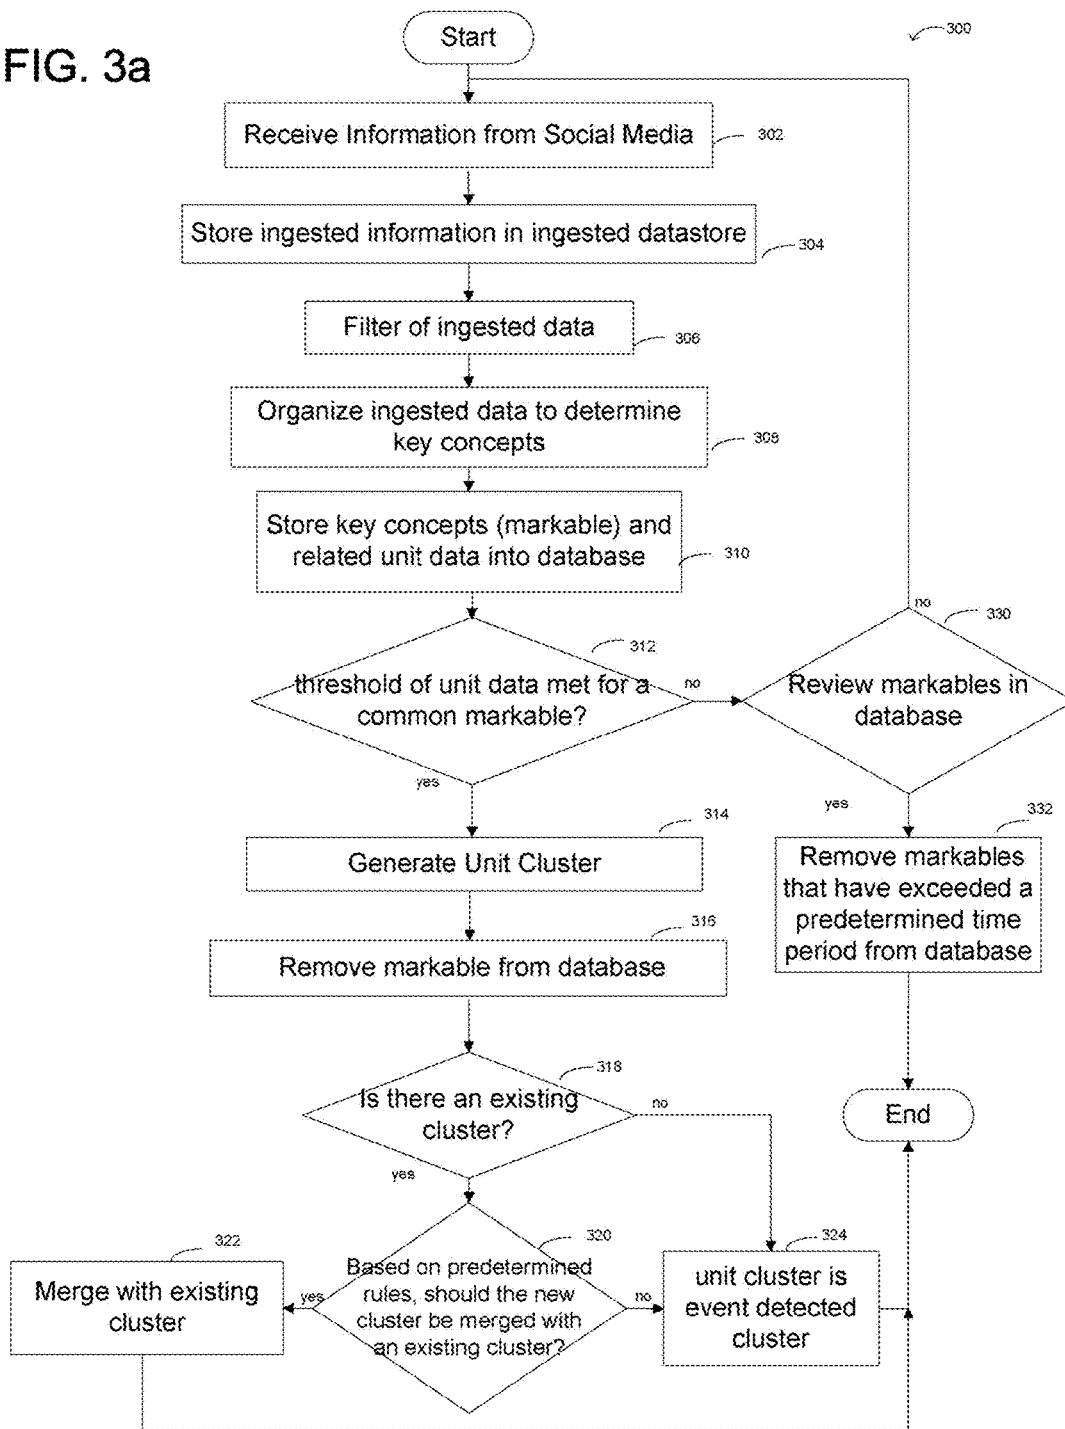 FIG. 3a
Start
300
Receive Information from Social Media
302
Store ingested information in ingested datastore
304
Filter of ingested data
306
Organize ingested data to determine
key concepts
308
Store key concepts (markable) and
related unit data into database
310
threshold of unit data met for a
common markable?
312
no
yes
Review markables in
database
330
no
yes
Generate Unit Cluster
314
Remove markables
that have exceeded a
predetermined time
period from database
332
Remove markable from database
316
Is there an existing
cluster?
318
no
yes
End
Based on predetermined
rules, should the new
cluster be merged with
an existing cluster?
320
yes
no
Merge with existing
cluster
322
unit cluster is
event detected
cluster
324